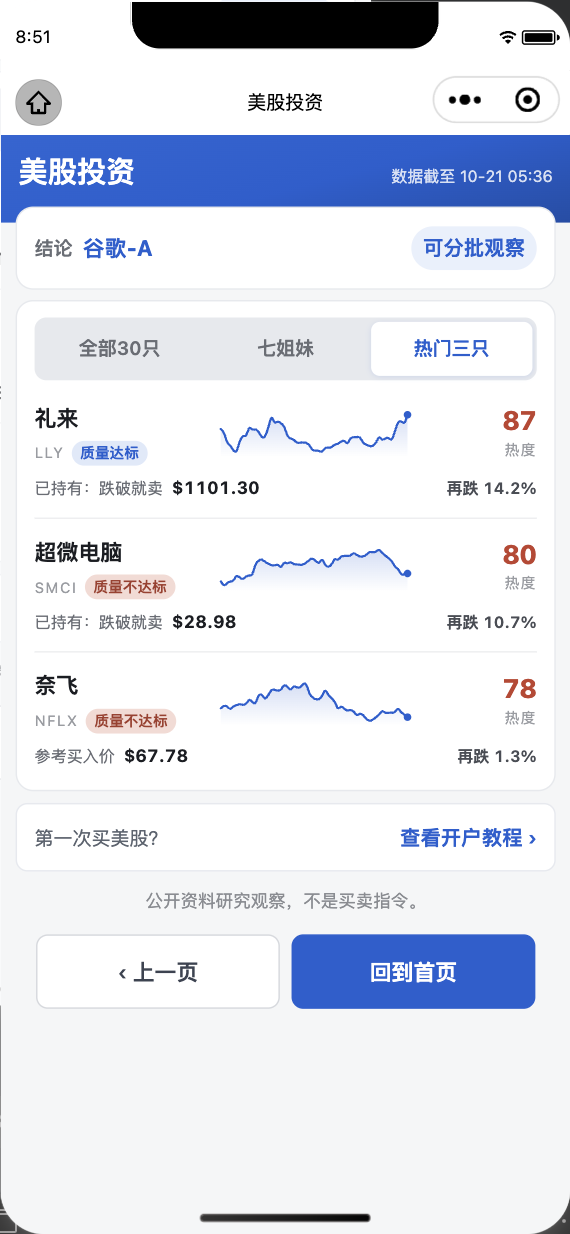 8:51
美股投资
美股投资
数据截至 10-21 05:36
结论 谷歌-A
可分批观察
全部30只
七姐妹
热门三只
礼来
87
LLY 质量达标
热度
已持有：跌破就卖 $1101.30
再跌 14.2%
超微电脑
80
SMCI 质量不达标
热度
已持有：跌破就卖 $28.98
再跌 10.7%
奈飞
78
NFLX 质量不达标
热度
参考买入价 $67.78
再跌 1.3%
第一次买美股?
查看开户教程 ›
公开资料研究观察，不是买卖指令。
‹ 上一页
回到首页